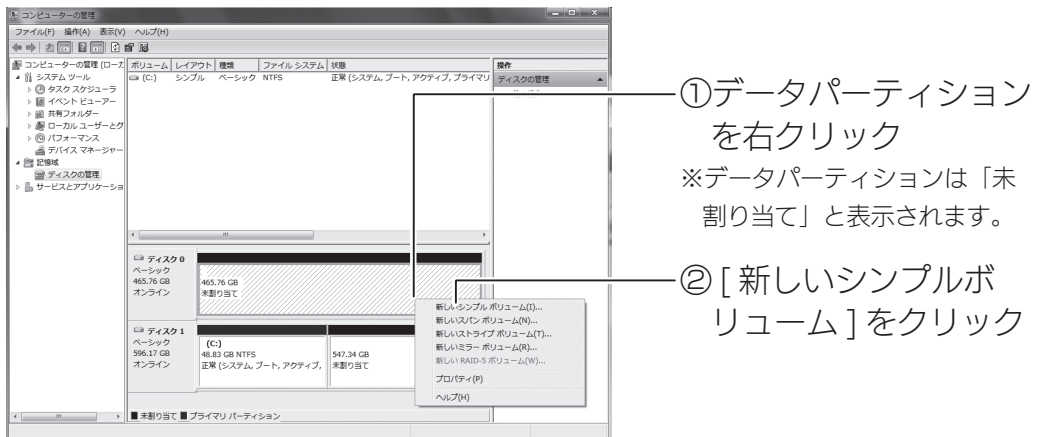 コンピューターの管理
ファイル(F) 操作(A) 表示(V) ヘルプ(H)
コンピューターの管理 (ローカ
システム ツール
タスク スケジューラ
イベント ビューアー
共有フォルダー
ローカル ユーザーとグ
パフォーマンス
デバイス マネージャー
記憶域
ディスクの管理
サービスとアプリケーショ
ボリューム レイアウト 種類 ファイル システム 状態
(C:) シンプル ベーシック NTFS 正常 (システム, ブート, アクティブ, プライマリ
操作
ディスクの管理
ディスク 0
ベーシック
465.76 GB
オンライン
465.76 GB
未割り当て
ディスク 1
ベーシック
596.17 GB
オンライン
(C:)
48.83 GB NTFS
正常 (システム, ブート, アクティブ,
547.34 GB
未割り当て
新しいシンプル ボリューム(I)...
新しいスパン ボリューム(N)...
新しいストライプ ボリューム(T)...
新しいミラー ボリューム(R)...
新しい RAID-5 ボリューム(W)...
プロパティ(P)
ヘルプ(H)
未割り当て プライマリ パーティション
①データパーティション
を右クリック
※データパーティションは「未
割り当て」と表示されます。
②[ 新しいシンプルボ
リューム ] をクリック